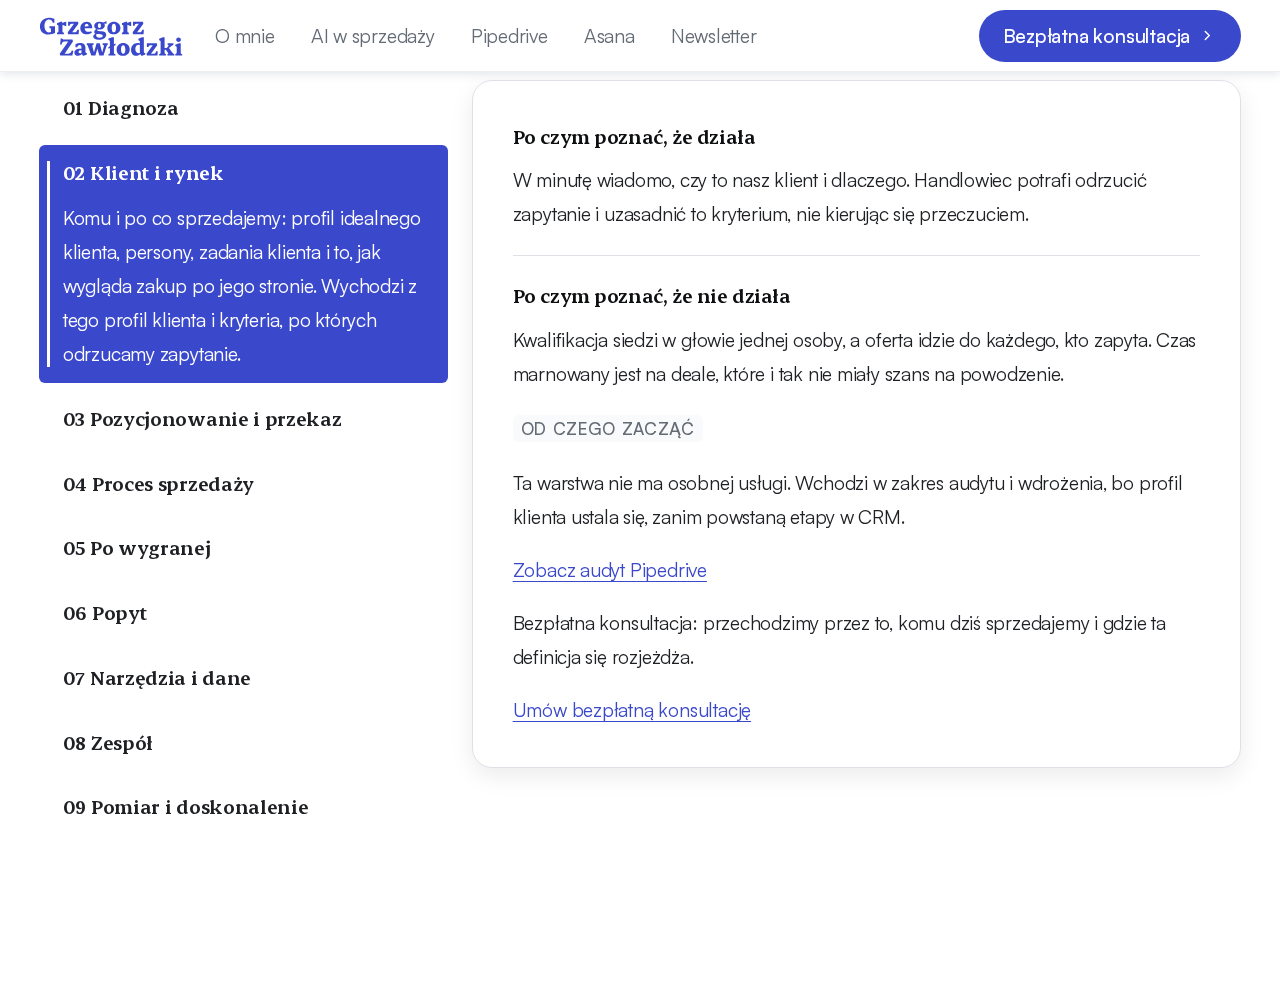 Grzegorz
Zawłodzki
O mnie
AI w sprzedaży
Pipedrive
Asana
Newsletter
Bezpłatna konsultacja
01 Diagnoza
02 Klient i rynek
Komu i po co sprzedajemy: profil idealnego
klienta, persony, zadania klienta i to, jak
wygląda zakup po jego stronie. Wychodzi z
tego profil klienta i kryteria, po których
odrzucamy zapytanie.
03 Pozycjonowanie i przekaz
04 Proces sprzedaży
05 Po wygranej
06 Popyt
07 Narzędzia i dane
08 Zespół
09 Pomiar i doskonalenie
Po czym poznać, że działa
W minutę wiadomo, czy to nasz klient i dlaczego. Handlowiec potrafi odrzucić
zapytanie i uzasadnić to kryterium, nie kierując się przeczuciem.
Po czym poznać, że nie działa
Kwalifikacja siedzi w głowie jednej osoby, a oferta idzie do każdego, kto zapyta. Czas
marnowany jest na deale, które i tak nie miały szans na powodzenie.
OD CZEGO ZACZĄĆ
Ta warstwa nie ma osobnej usługi. Wchodzi w zakres audytu i wdrożenia, bo profil
klienta ustala się, zanim powstaną etapy w CRM.
Zobacz audyt Pipedrive
Bezpłatna konsultacja: przechodzimy przez to, komu dziś sprzedajemy i gdzie ta
definicja się rozjeżdża.
Umów bezpłatną konsultację